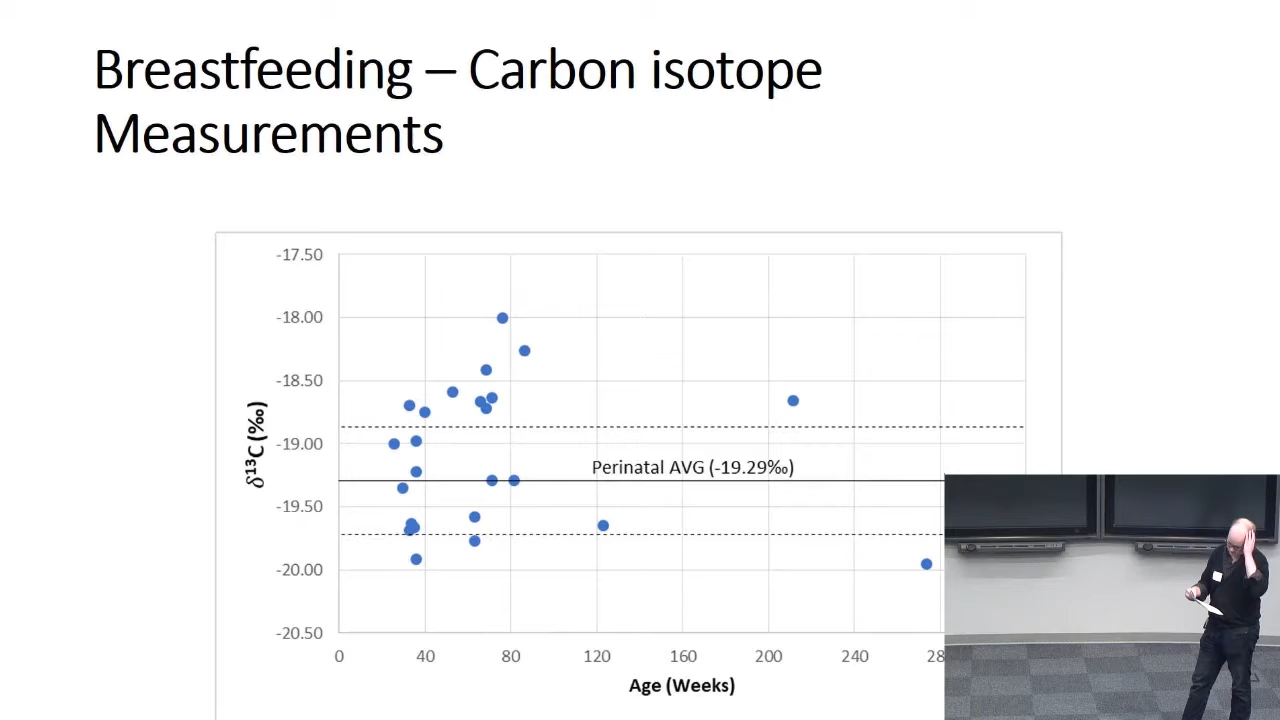 Breastfeeding – Carbon isotope
Measurements
-17.50
-18.00
-18.50
-19.00
-19.50
-20.00
-20.50
δ¹³C (‰)
Perinatal AVG (-19.29‰)
0 40 80 120 160 200 240
Age (Weeks)